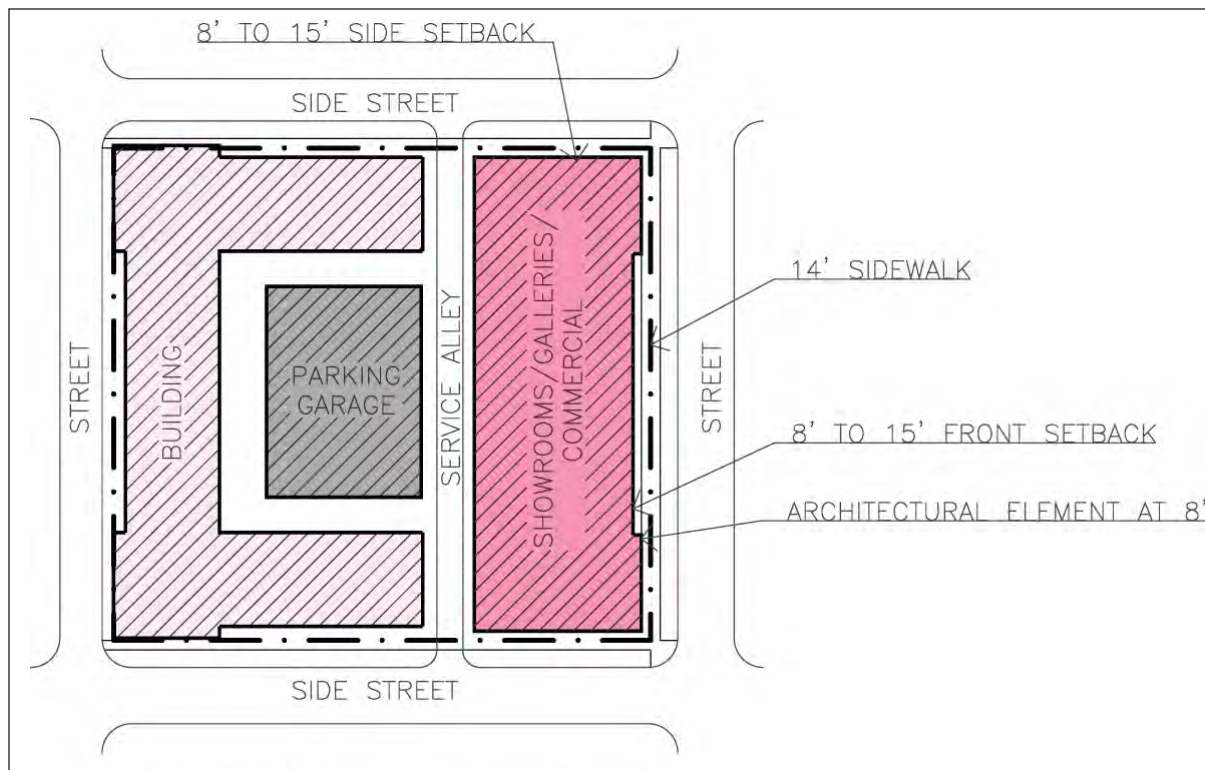 8' TO 15' SIDE SETBACK
SIDE STREET
STREET
BUILDING
PARKING
GARAGE
SERVICE ALLEY
SHOWROOMS/GALLERIES/
COMMERCIAL
STREET
14' SIDEWALK
8' TO 15' FRONT SETBACK
ARCHITECTURAL ELEMENT AT 8'
SIDE STREET